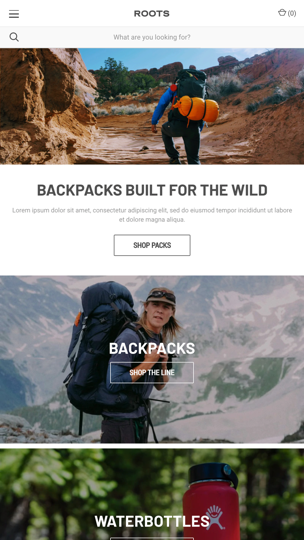 ROOTS
(0)
What are you looking for?
BACKPACKS BUILT FOR THE WILD
Lorem ipsum dolor sit amet, consectetur adipiscing elit, sed do eiusmod tempor incididunt ut labore
et dolore magna aliqua.
SHOP PACKS
BACKPACKS
SHOP THE LINE
WATERBOTTLES